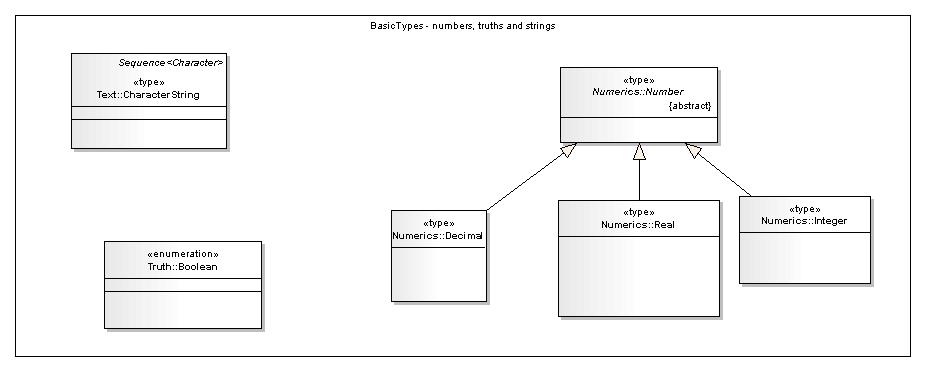 BasicTypes - numbers, truths and strings
Sequence<Character>
«type»
Text::CharacterString
«type»
Numerics::Number
{abstract}
«type»
Numerics::Decimal
«type»
Numerics::Real
«type»
Numerics::Integer
«enumeration»
Truth::Boolean